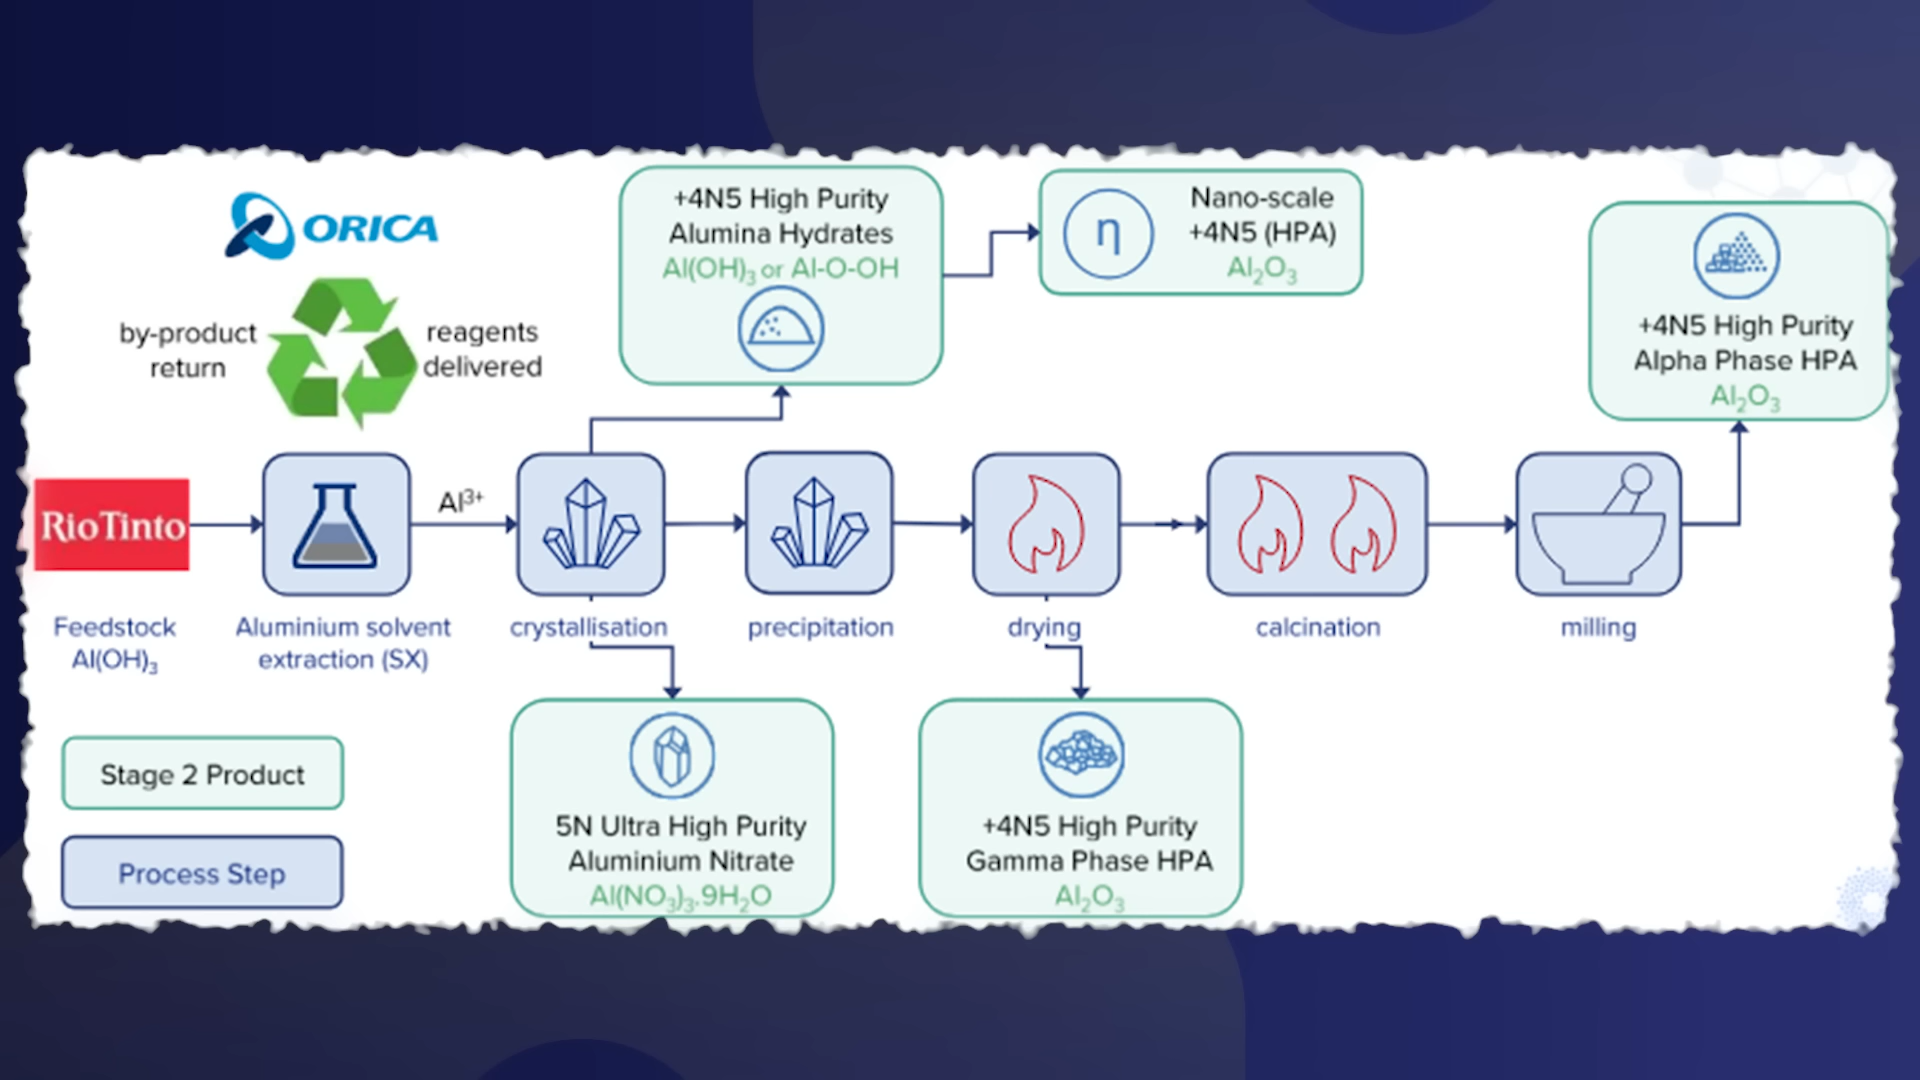 ORICA
by-product
return
reagents
delivered
+4N5 High Purity
Alumina Hydrates
Al(OH)₃ or Al-O-OH
η
Nano-scale
+4N5 (HPA)
Al₂O₃
+4N5 High Purity
Alpha Phase HPA
Al₂O₃
RioTinto
Al³⁺
Feedstock
Al(OH)₃
Aluminium solvent
extraction (SX)
crystallisation
precipitation
drying
calcination
milling
Stage 2 Product
Process Step
5N Ultra High Purity
Aluminium Nitrate
Al(NO₃)₃.9H₂O
+4N5 High Purity
Gamma Phase HPA
Al₂O₃